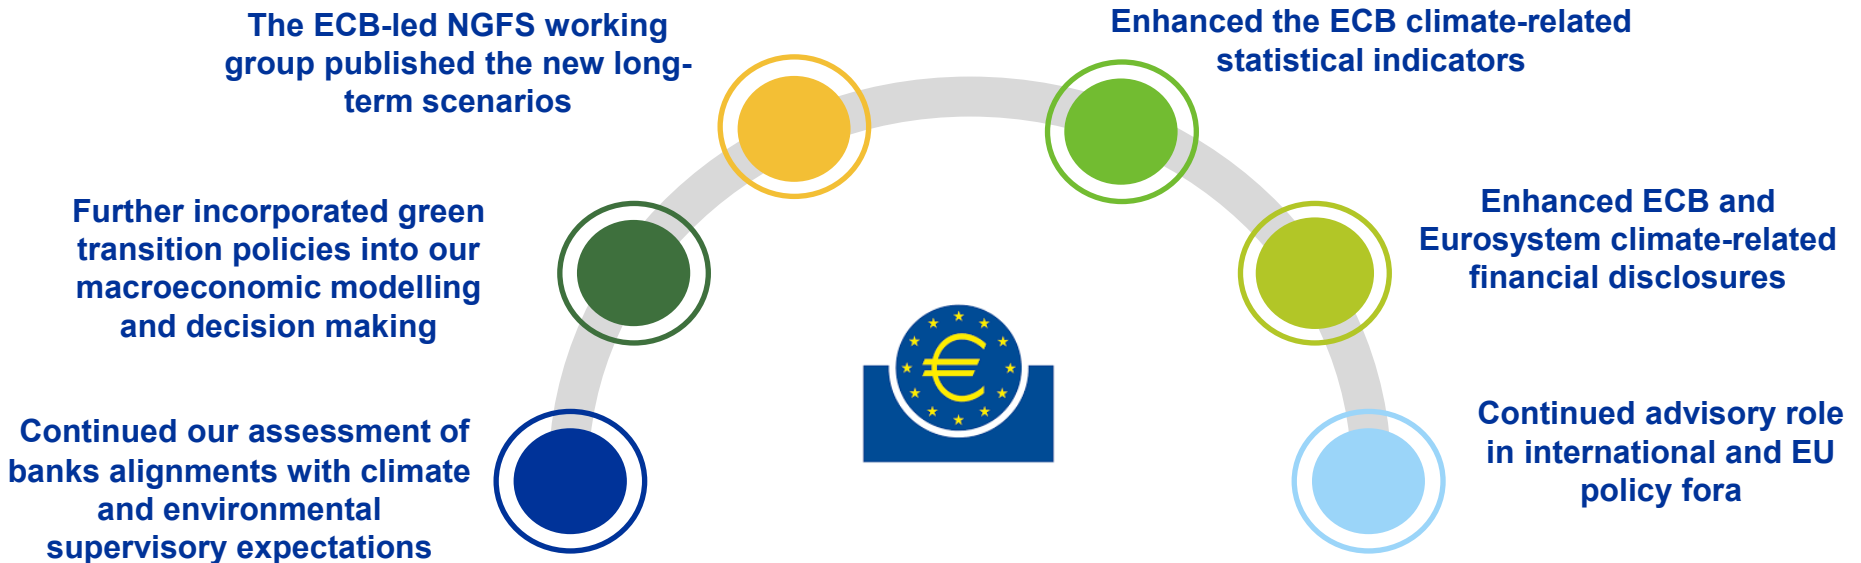 The ECB-led NGFS working
group published the new long-
term scenarios
Enhanced the ECB climate-related
statistical indicators
Further incorporated green
transition policies into our
macroeconomic modelling
and decision making
Enhanced ECB and
Eurosystem climate-related
financial disclosures
Continued our assessment of
banks alignments with climate
and environmental
supervisory expectations
Continued advisory role
in international and EU
policy fora
€